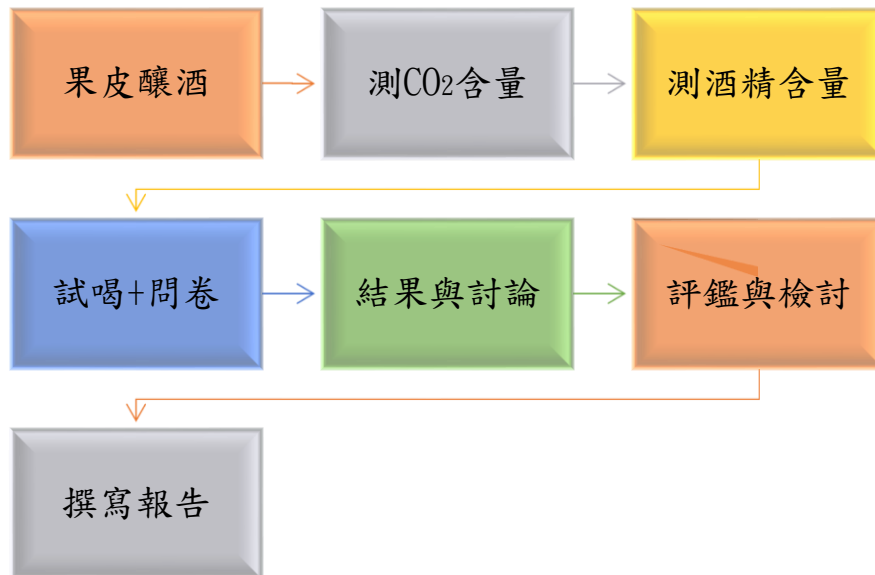 果皮釀酒
測CO₂含量
測酒精含量
試喝+問卷
結果與討論
評鑑與檢討
撰寫報告